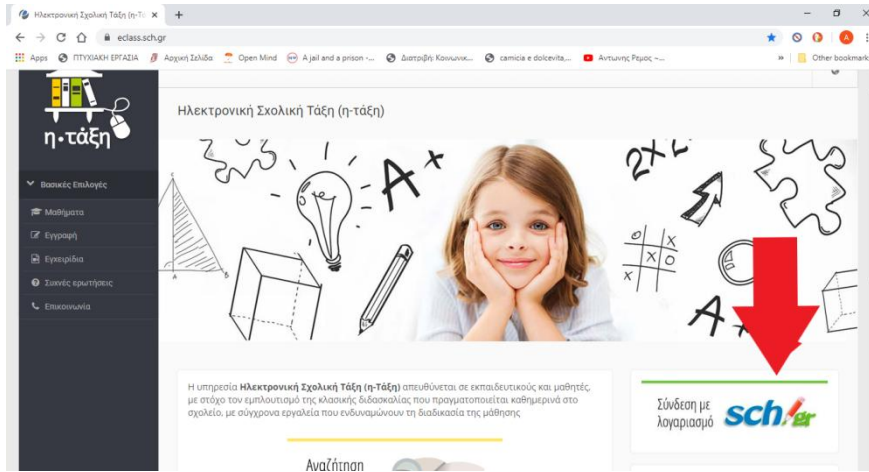 Ηλεκτρονική Σχολική Τάξη (η-Τά
eclass.sch.gr
Apps
ΠΤΥΧΙΑΚΗ ΕΡΓΑΣΙΑ
Αρχική Σελίδα
Open Mind
A jail and a prison -...
Διατριβή: Κοινωνικ...
camicia e dolcevita,...
Αντωνης Ρεμος ~...
Other bookmark
η•τάξη
Ηλεκτρονική Σχολική Τάξη (η-τάξη)
Βασικές Επιλογές
Μαθήματα
Εγγραφή
Εγχειρίδια
Συχνές ερωτήσεις
Επικοινωνία
A+
2+2
A+
Η υπηρεσία Ηλεκτρονική Σχολική Τάξη (η-Τάξη) απευθύνεται σε εκπαιδευτικούς και μαθητές,
με στόχο τον εμπλουτισμό της κλασικής διδασκαλίας που πραγματοποιείται καθημερινά στο
σχολείο, με σύγχρονα εργαλεία που ενδυναμώνουν τη διαδικασία της μάθησης
Σύνδεση με
λογαριασμό sch.gr
Αναζήτηση